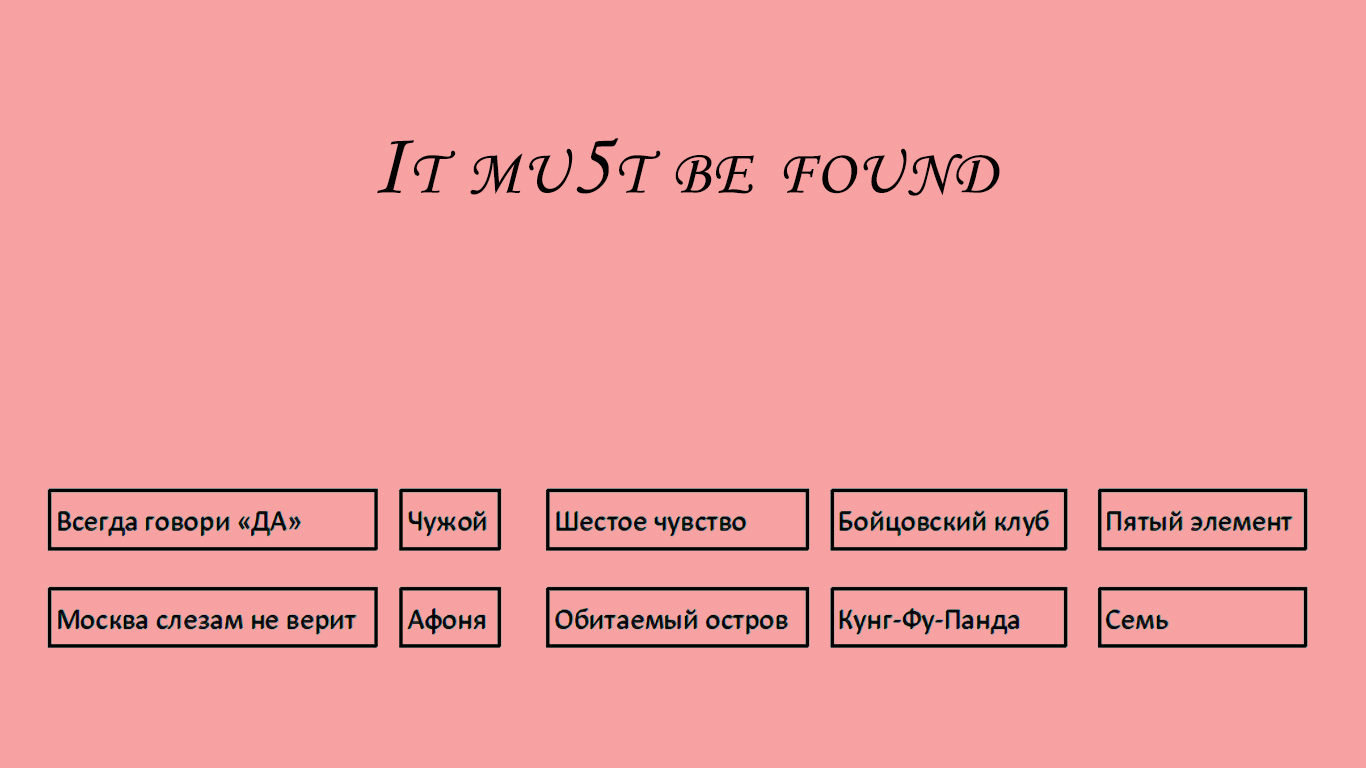 It mu5t be found
Всегда говори «ДА»
Чужой
Шестое чувство
Бойцовский клуб
Пятый элемент
Москва слезам не верит
Афоня
Обитаемый остров
Кунг-Фу-Панда
Семь